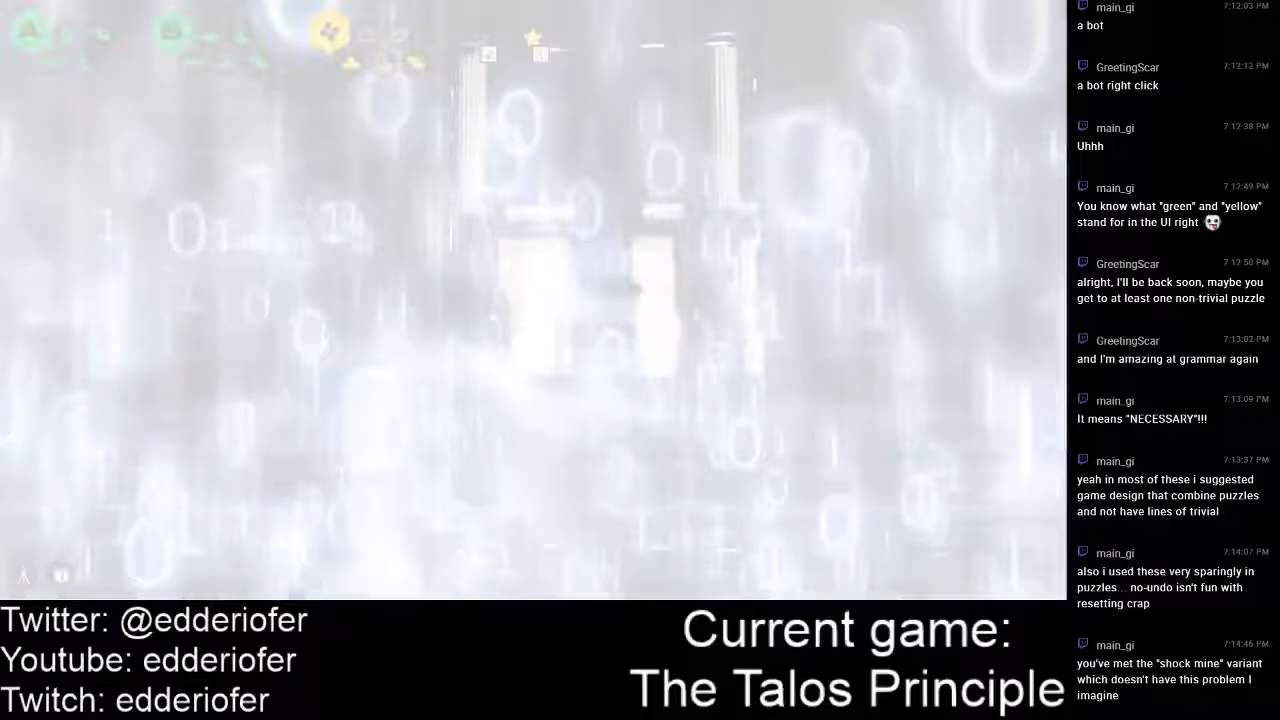 main_gi 7:12:03 PM
a bot
GreetingScar 7:12:12 PM
a bot right click
main_gi 7:12:38 PM
Uhhh
main_gi 7:12:49 PM
You know what "green" and "yellow"
stand for in the UI right
GreetingScar 7:12:50 PM
alright, I'll be back soon, maybe you
get to at least one non-trivial puzzle
GreetingScar 7:13:02 PM
and I'm amazing at grammar again
main_gi 7:13:09 PM
It means "NECESSARY"!!!
main_gi 7:13:37 PM
yeah in most of these i suggested
game design that combine puzzles
and not have lines of trivial
main_gi 7:14:07 PM
also i used these very sparingly in
puzzles... no-undo isn't fun with
resetting crap
main_gi 7:14:46 PM
you've met the "shock mine" variant
which doesn't have this problem I
imagine
Twitter: @edderiofer
Youtube: edderiofer
Twitch: edderiofer
Current game:
The Talos Principle